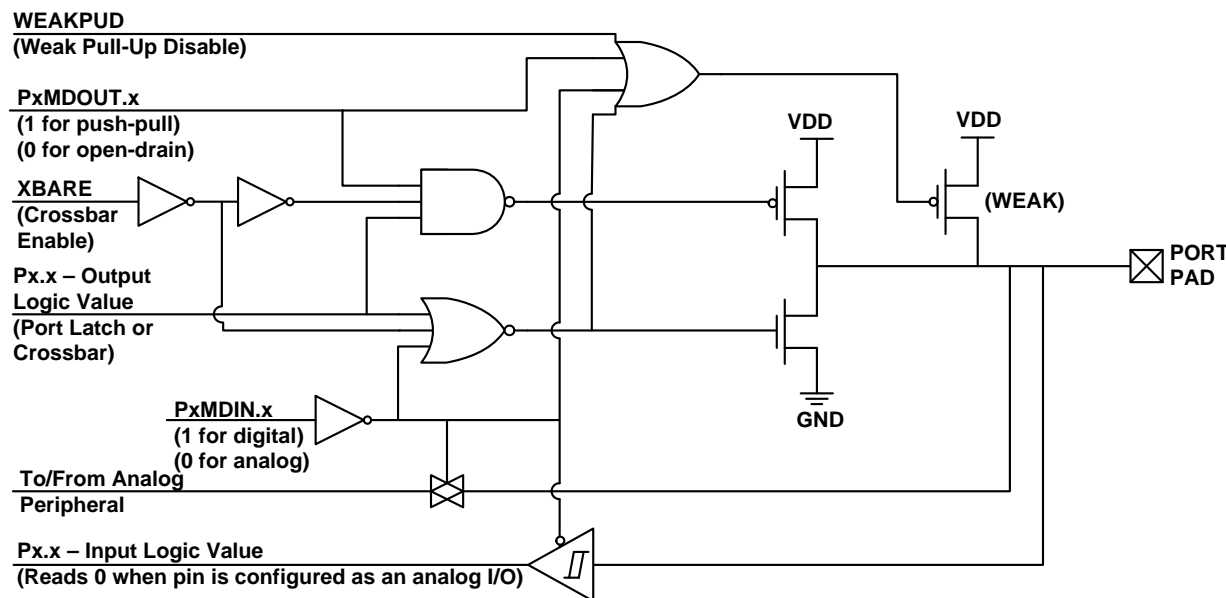 WEAKPUD
(Weak Pull-Up Disable)
PxMDOUT.x
(1 for push-pull)
(0 for open-drain)
XBARE
(Crossbar
Enable)
Px.x – Output
Logic Value
(Port Latch or
Crossbar)
PxMDIN.x
(1 for digital)
(0 for analog)
To/From Analog
Peripheral
Px.x – Input Logic Value
(Reads 0 when pin is configured as an analog I/O)
VDD
VDD
(WEAK)
PORT
PAD
GND